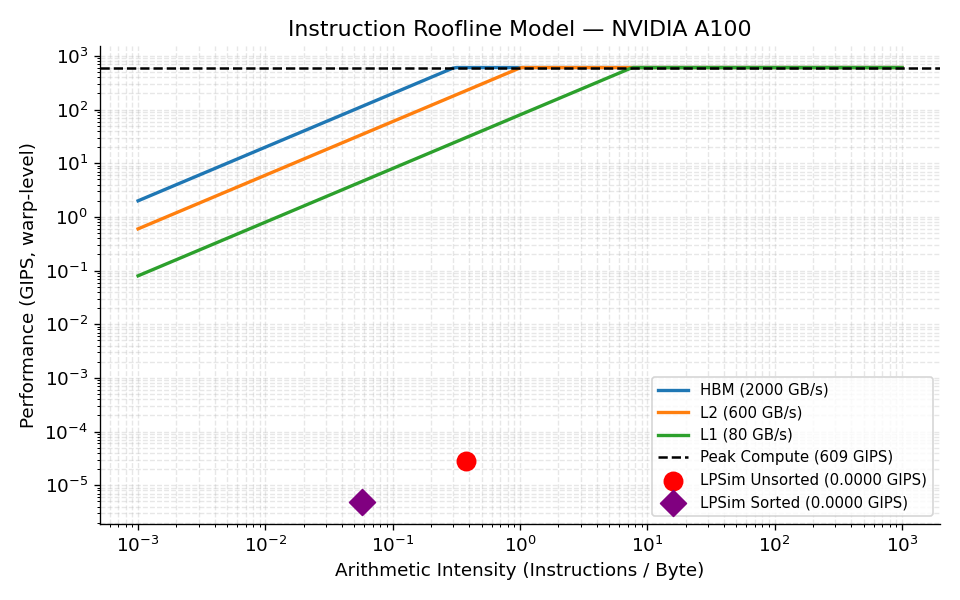 Instruction Roofline Model — NVIDIA A100
Performance (GIPS, warp-level)
10³
10²
10¹
10⁰
10⁻¹
10⁻²
10⁻³
10⁻⁴
10⁻⁵
HBM (2000 GB/s)
L2 (600 GB/s)
L1 (80 GB/s)
Peak Compute (609 GIPS)
LPSim Unsorted (0.0000 GIPS)
LPSim Sorted (0.0000 GIPS)
10⁻³ 10⁻² 10⁻¹ 10⁰ 10¹ 10² 10³
Arithmetic Intensity (Instructions / Byte)